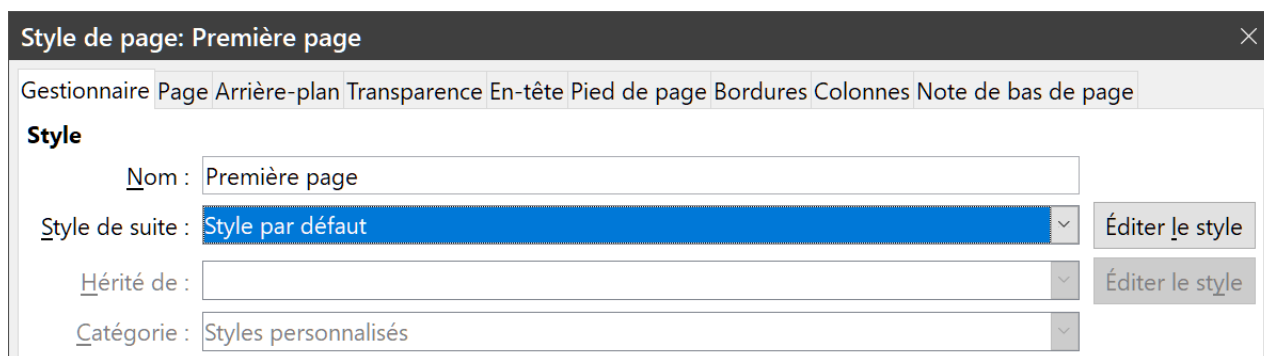 Style de page: Première page
Gestionnaire Page Arrière-plan Transparence En-tête Pied de page Bordures Colonnes Note de bas de page
Style
Nom : Première page
Style de suite : Style par défaut Éditer le style
Hérité de : Éditer le style
Catégorie : Styles personnalisés